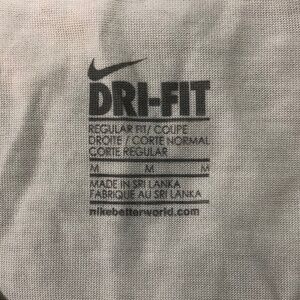 DRI-FIT
REGULAR FIT / COUPE
DROITE / CORTE NORMAL
CORTE REGULAR
M M M
MADE IN SRI LANKA
FABRIQUE AU SRI LANKA
nikebetterworld.com